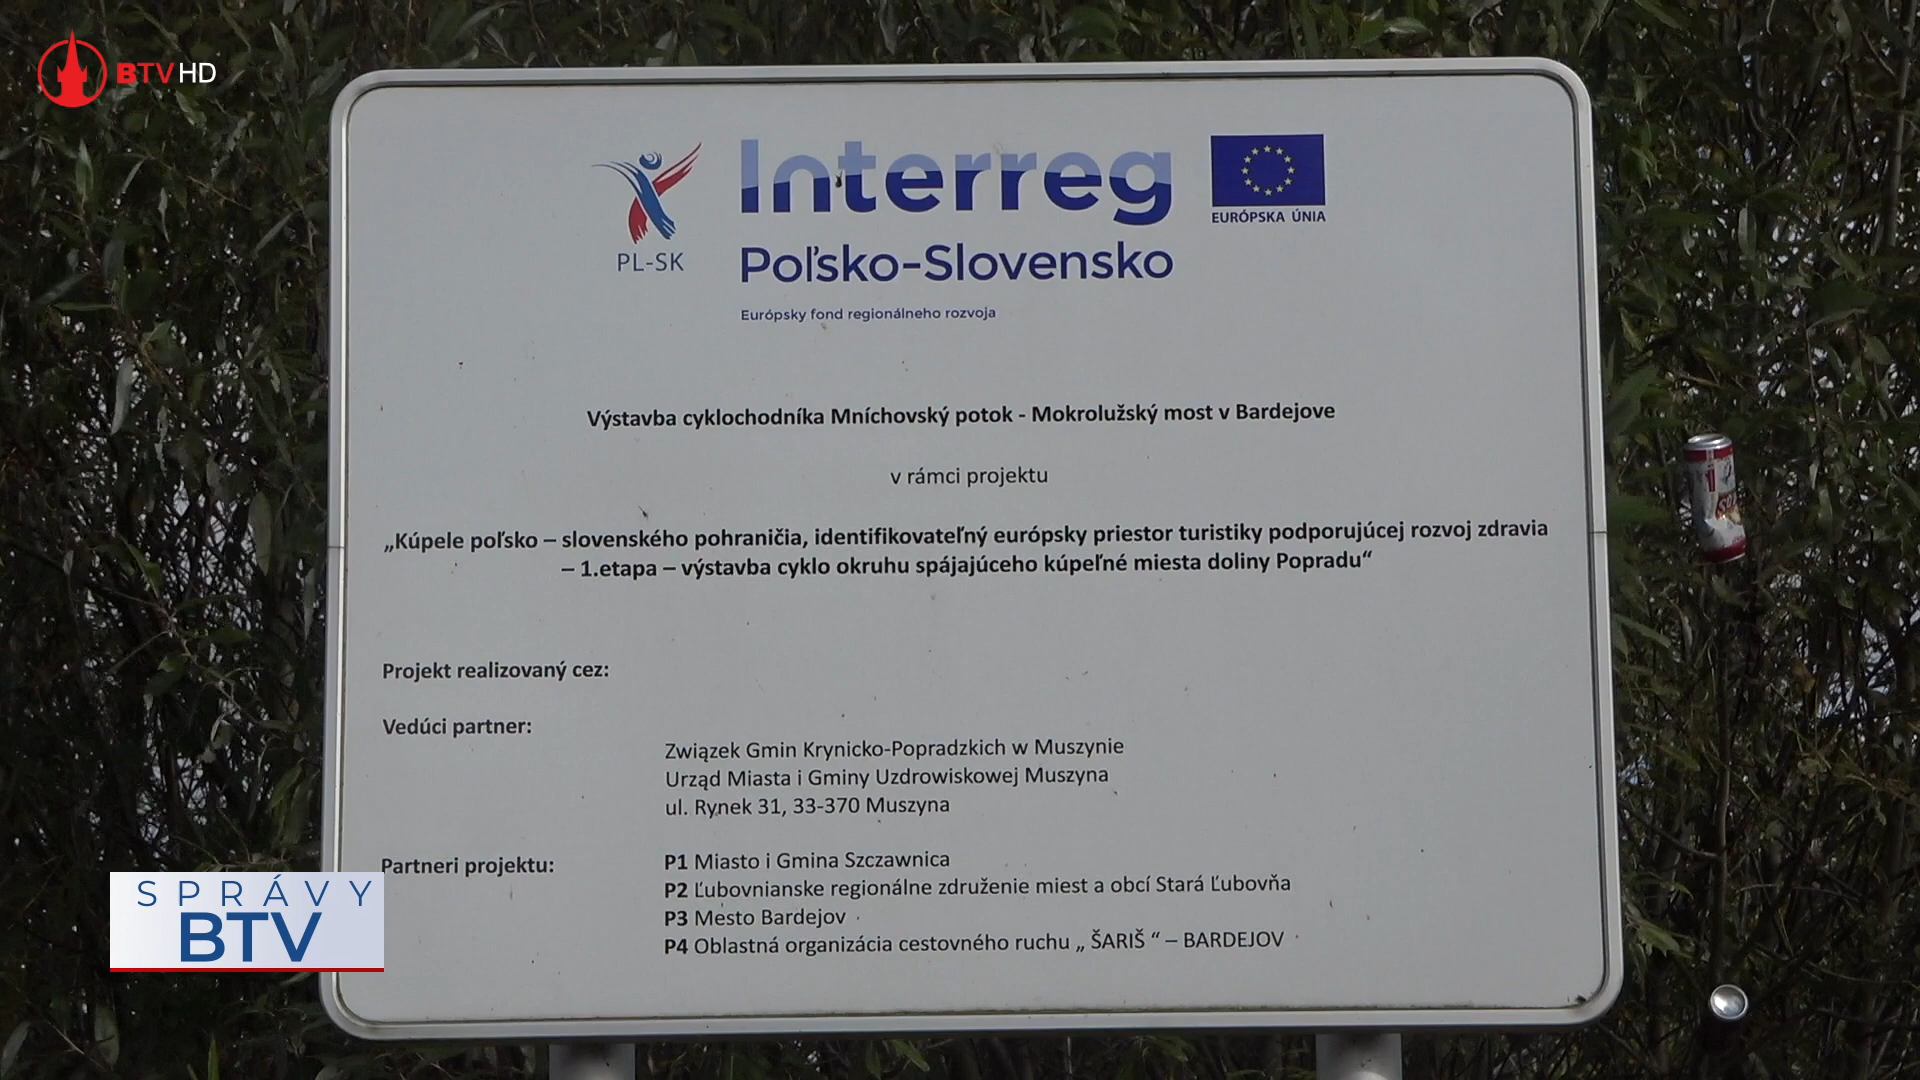 BTV HD
Interreg
PL-SK
EURÓPSKA ÚNIA
Poľsko-Slovensko
Európsky fond regionálneho rozvoja
Výstavba cyklochodníka Mníchovský potok - Mokrolužský most v Bardejove
v rámci projektu
„Kúpele poľsko – slovenského pohraničia, identifikovateľný európsky priestor turistiky podporujúcej rozvoj zdravia
– 1.etapa – výstavba cyklo okruhu spájajúceho kúpeľné miesta doliny Popradu“
Projekt realizovaný cez:
Vedúci partner:
Związek Gmin Krynicko-Popradzkich w Muszynie
Urząd Miasta i Gminy Uzdrowiskowej Muszyna
ul. Rynek 31, 33-370 Muszyna
Partneri projektu:
P1 Miasto i Gmina Szczawnica
P2 Ľubovnianske regionálne združenie miest a obcí Stará Ľubovňa
P3 Mesto Bardejov
P4 Oblastná organizácia cestovného ruchu „ ŠARIŠ “ – BARDEJOV
SPRÁVY
BTV